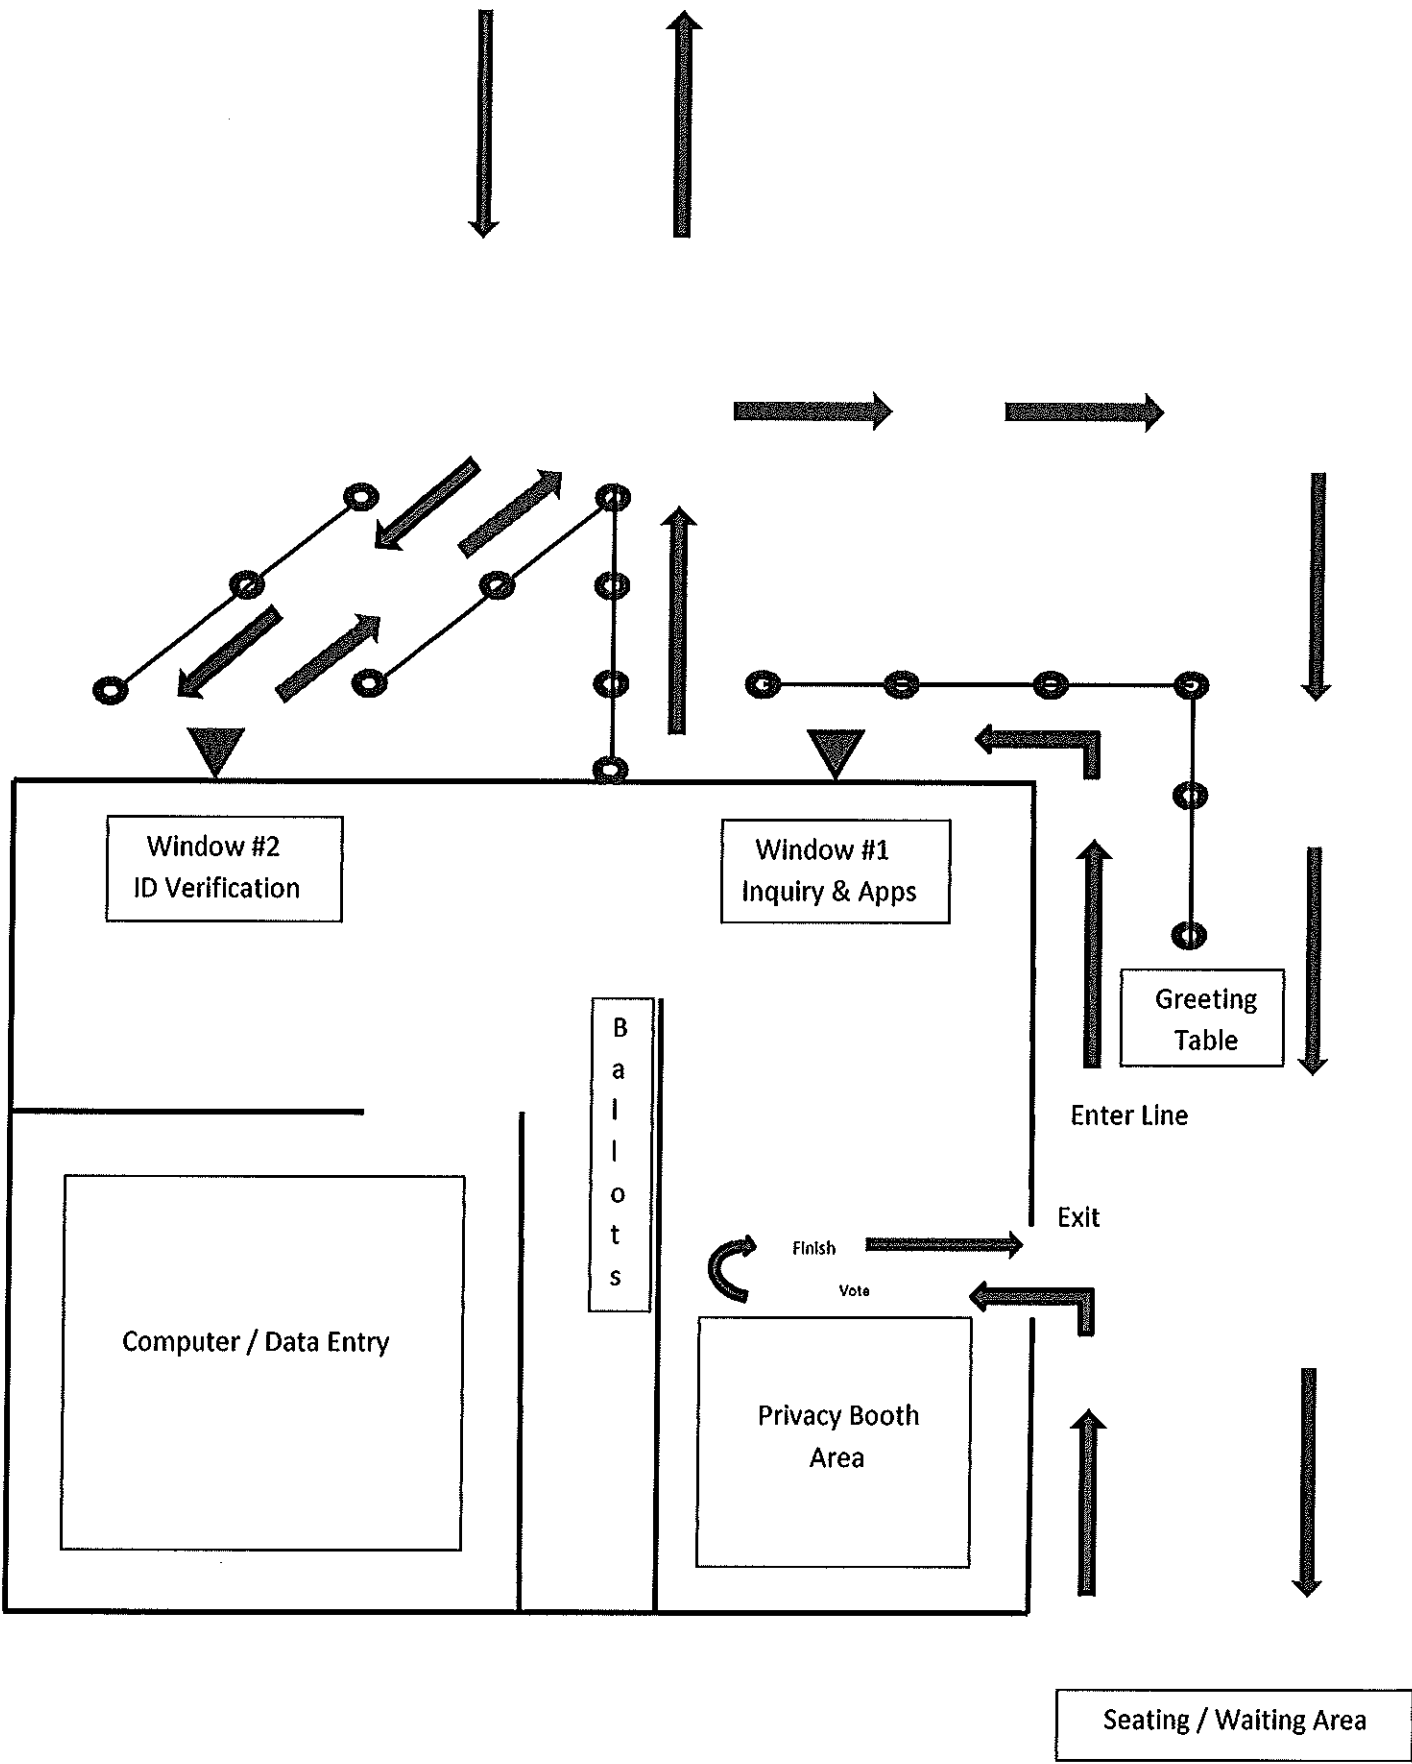 Window #2
ID Verification
Window #1
Inquiry & Apps
Ballots
Greeting
Table
Enter Line
Exit
Finish
Vote
Computer / Data Entry
Privacy Booth
Area
Seating / Waiting Area